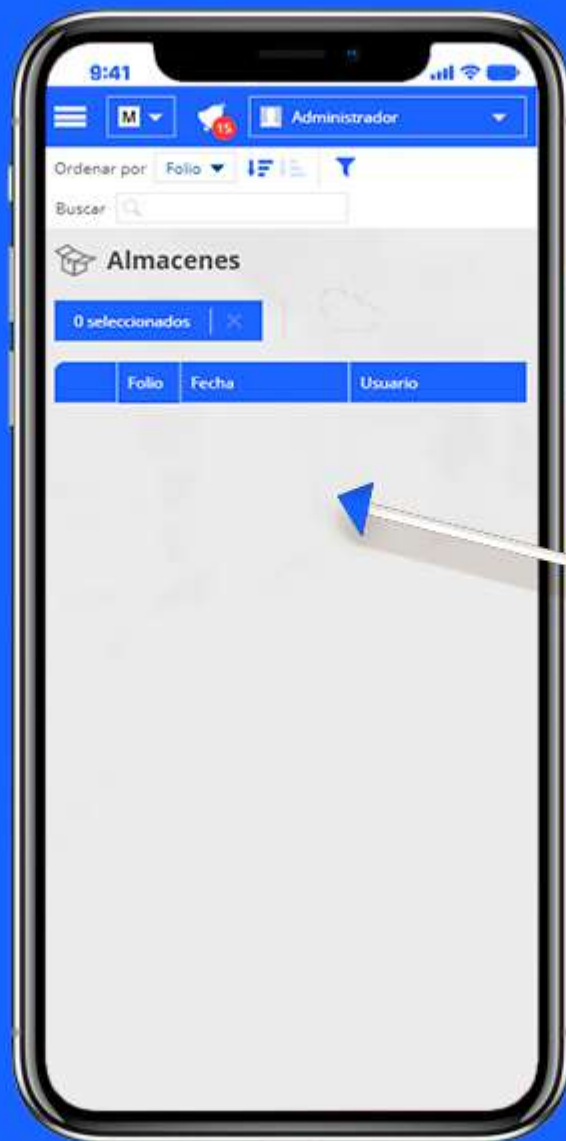 9:41
M 15 Administrador
Ordenar por Folio
Buscar
Almacenes
0 seleccionados
Folio Fecha Usuario